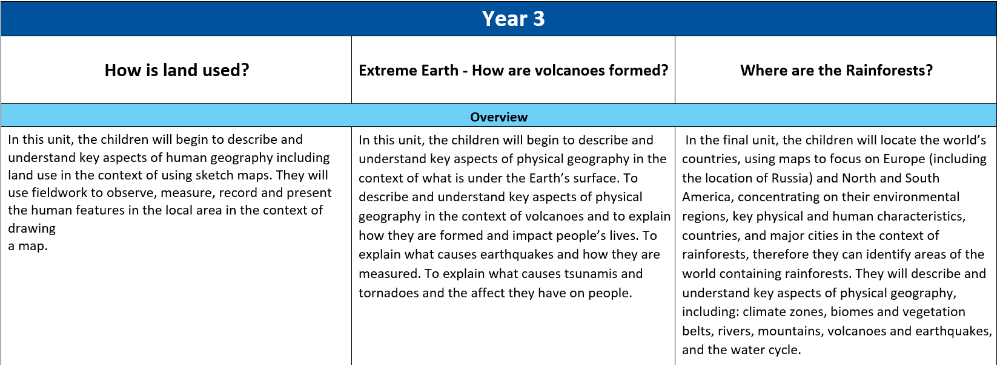 Year 3
How is land used?
Extreme Earth - How are volcanoes formed?
Where are the Rainforests?
Overview
In this unit, the children will begin to describe and
understand key aspects of human geography including
land use in the context of using sketch maps. They will
use fieldwork to observe, measure, record and present
the human features in the local area in the context of
drawing
a map.
In this unit, the children will begin to describe and
understand key aspects of physical geography in the
context of what is under the Earth’s surface. To
describe and understand key aspects of physical
geography in the context of volcanoes and to explain
how they are formed and impact people’s lives. To
explain what causes earthquakes and how they are
measured. To explain what causes tsunamis and
tornadoes and the affect they have on people.
In the final unit, the children will locate the world’s
countries, using maps to focus on Europe (including
the location of Russia) and North and South
America, concentrating on their environmental
regions, key physical and human characteristics,
countries, and major cities in the context of
rainforests, therefore they can identify areas of the
world containing rainforests. They will describe and
understand key aspects of physical geography,
including: climate zones, biomes and vegetation
belts, rivers, mountains, volcanoes and earthquakes,
and the water cycle.